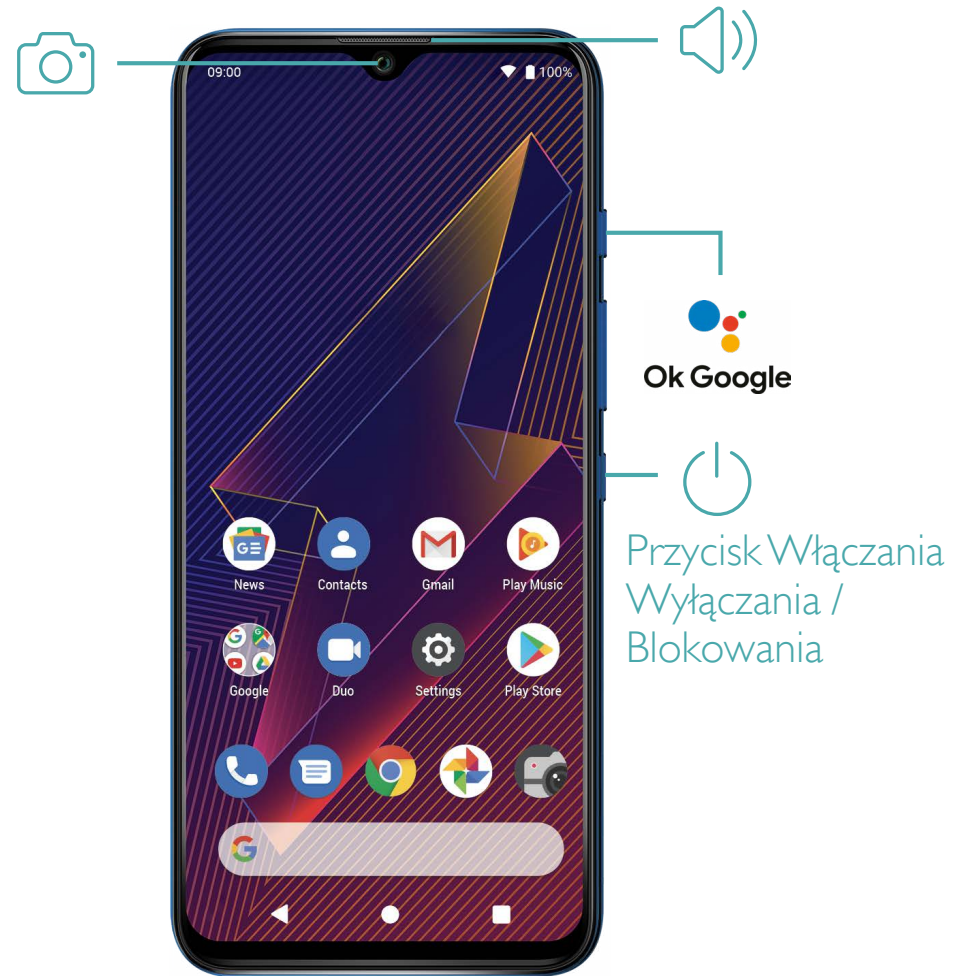 09:00
100%
Ok Google
Przycisk Włączania
Wyłączania /
Blokowania
GE
News
Contacts
Gmail
Play Music
Google
Duo
Settings
Play Store